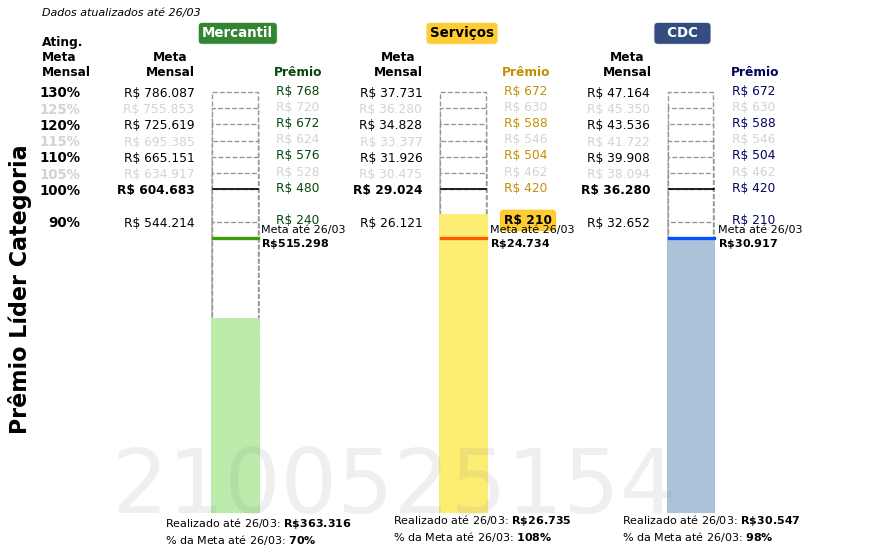 Dados atualizados até 26/03
Mercantil Serviços CDC
Ating. Meta Mensal
Meta Mensal Prêmio Meta Mensal Prêmio Meta Mensal Prêmio
130% R$ 786.087 R$ 768 R$ 37.731 R$ 672 R$ 47.164 R$ 672
125% R$ 755.853 R$ 720 R$ 36.280 R$ 630 R$ 45.350 R$ 630
120% R$ 725.619 R$ 672 R$ 34.828 R$ 588 R$ 43.536 R$ 588
115% R$ 695.385 R$ 624 R$ 33.377 R$ 546 R$ 41.722 R$ 546
110% R$ 665.151 R$ 576 R$ 31.926 R$ 504 R$ 39.908 R$ 504
105% R$ 634.917 R$ 528 R$ 30.475 R$ 462 R$ 38.094 R$ 462
100% R$ 604.683 R$ 480 R$ 29.024 R$ 420 R$ 36.280 R$ 420
90% R$ 544.214 R$ 240 R$ 26.121 R$ 210 R$ 32.652 R$ 210
Meta até 26/03 Meta até 26/03 Meta até 26/03
R$515.298 R$24.734 R$30.917
Prêmio Líder Categoria
2100525154
Realizado até 26/03: R$363.316 Realizado até 26/03: R$26.735 Realizado até 26/03: R$30.547
% da Meta até 26/03: 70% % da Meta até 26/03: 108% % da Meta até 26/03: 98%